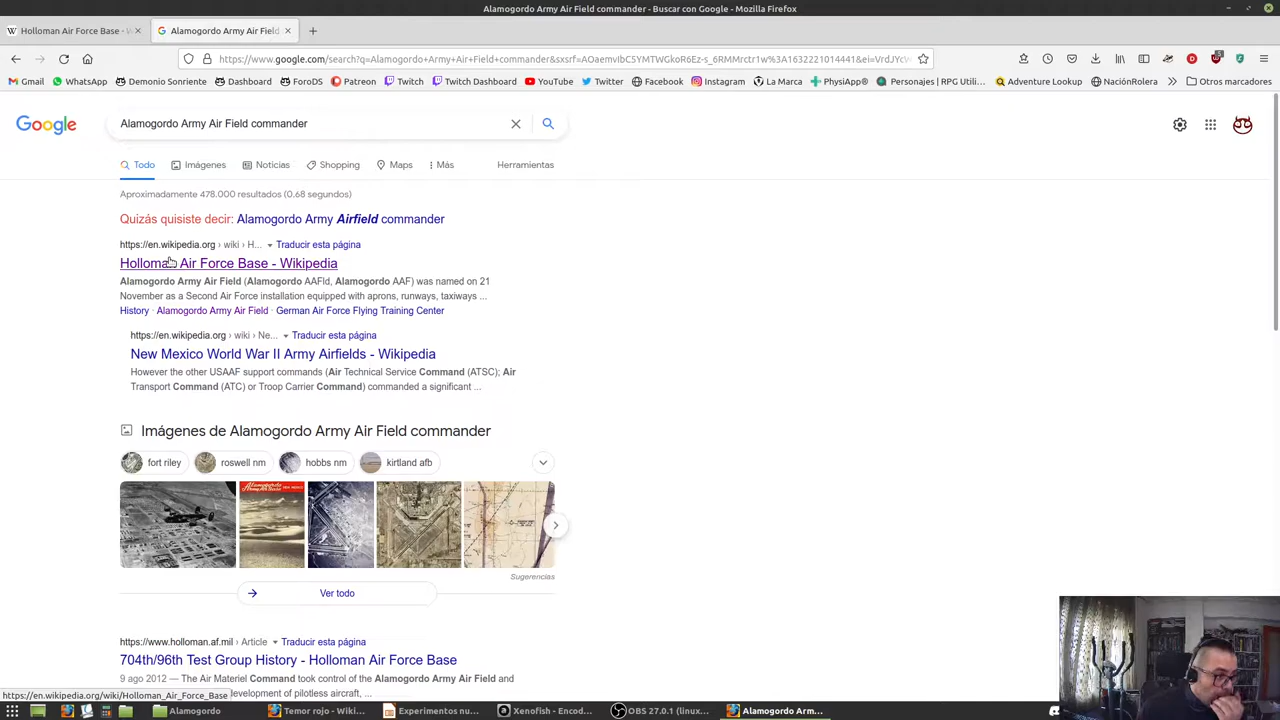 Alamogordo Army Air Field commander - Buscar con Google - Mozilla Firefox
Holloman Air Force Base - W
Alamogordo Army Air Field
https://www.google.com/search?q=Alamogordo+Army+Air+Field+commander&sxsrf=AOaemvIbC5YMTWGkoR6Ez-s_6RMMrctr1w%3A1632221014441&ei=VrdJYc
Gmail
WhatsApp
Demonio Sonriente
Dashboard
ForoDS
Patreon
Twitch
Twitch Dashboard
YouTube
Twitter
Facebook
Instagram
La Marca
PhysiApp®
Personajes | RPG Utili...
Adventure Lookup
NaciónRolera
Otros marcadores
Google
Alamogordo Army Air Field commander
Todo
Imágenes
Noticias
Shopping
Maps
Más
Herramientas
Aproximadamente 478.000 resultados (0,68 segundos)
Quizás quisiste decir: Alamogordo Army Airfield commander
https://en.wikipedia.org › wiki › H... Traducir esta página
Holloman Air Force Base - Wikipedia
Alamogordo Army Air Field (Alamogordo AAFld, Alamogordo AAF) was named on 21
November as a Second Air Force installation equipped with aprons, runways, taxiways ...
History · Alamogordo Army Air Field · German Air Force Flying Training Center
https://en.wikipedia.org › wiki › Ne... Traducir esta página
New Mexico World War II Army Airfields - Wikipedia
However the other USAAF support commands (Air Technical Service Command (ATSC); Air
Transport Command (ATC) or Troop Carrier Command) commanded a significant ...
Imágenes de Alamogordo Army Air Field commander
fort riley
roswell nm
hobbs nm
kirtland afb
Sugerencias
Ver todo
https://www.holloman.af.mil › Article Traducir esta página
704th/96th Test Group History - Holloman Air Force Base
9 ago 2012 — The Air Materiel Command took control of the Alamogordo Army Air Field and
evelopment of pilotless aircraft, ...
https://en.wikipedia.org/wiki/Holloman_Air_Force_Base
Alamogordo
Temor rojo - Wiki...
Experimentos nu...
Xenofish - Encod...
OBS 27.0.1 (linux...
Alamogordo Arm...